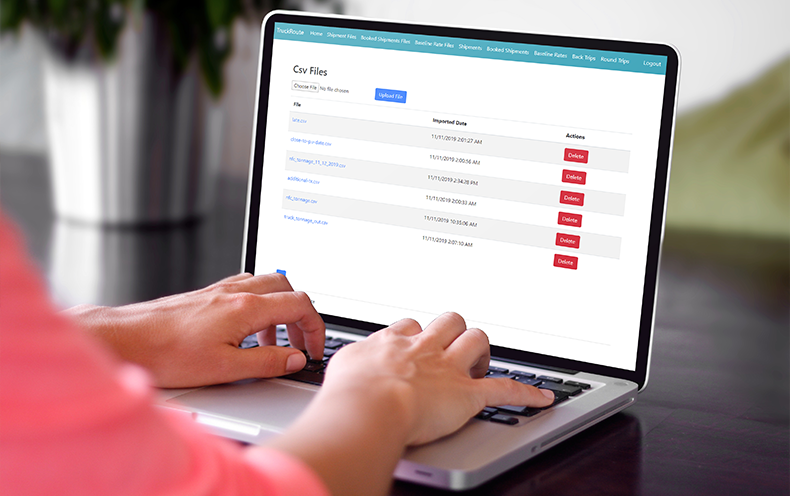 TruckRoute Home Shipment Files Booked Shipments Files Baseline Rate Files Shipments Booked Shipments Baseline Rates Back Trips Round Trips Logout
Csv Files
Choose File No file chosen Upload File
File Imported Date Actions
11/11/2019 2:01:27 AM Delete
11/11/2019 2:00:56 AM Delete
11/11/2019 2:34:28 PM Delete
11/11/2019 2:00:33 AM Delete
11/11/2019 10:35:06 AM Delete
truck_tonnage_out.csv 11/11/2019 2:07:10 AM Delete